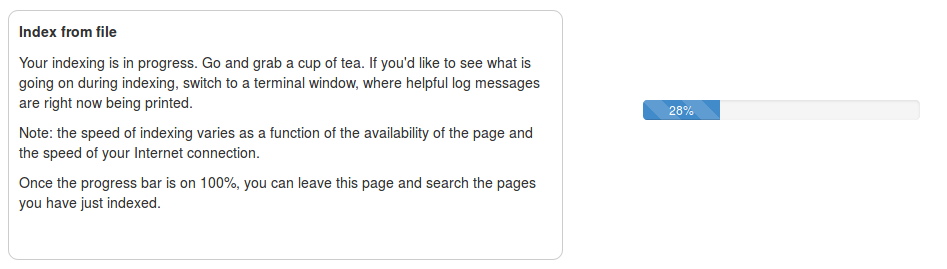 Index from file
Your indexing is in progress. Go and grab a cup of tea. If you'd like to see what is
going on during indexing, switch to a terminal window, where helpful log messages
are right now being printed.
Note: the speed of indexing varies as a function of the availability of the page and
the speed of your Internet connection.
Once the progress bar is on 100%, you can leave this page and search the pages
you have just indexed.
28%